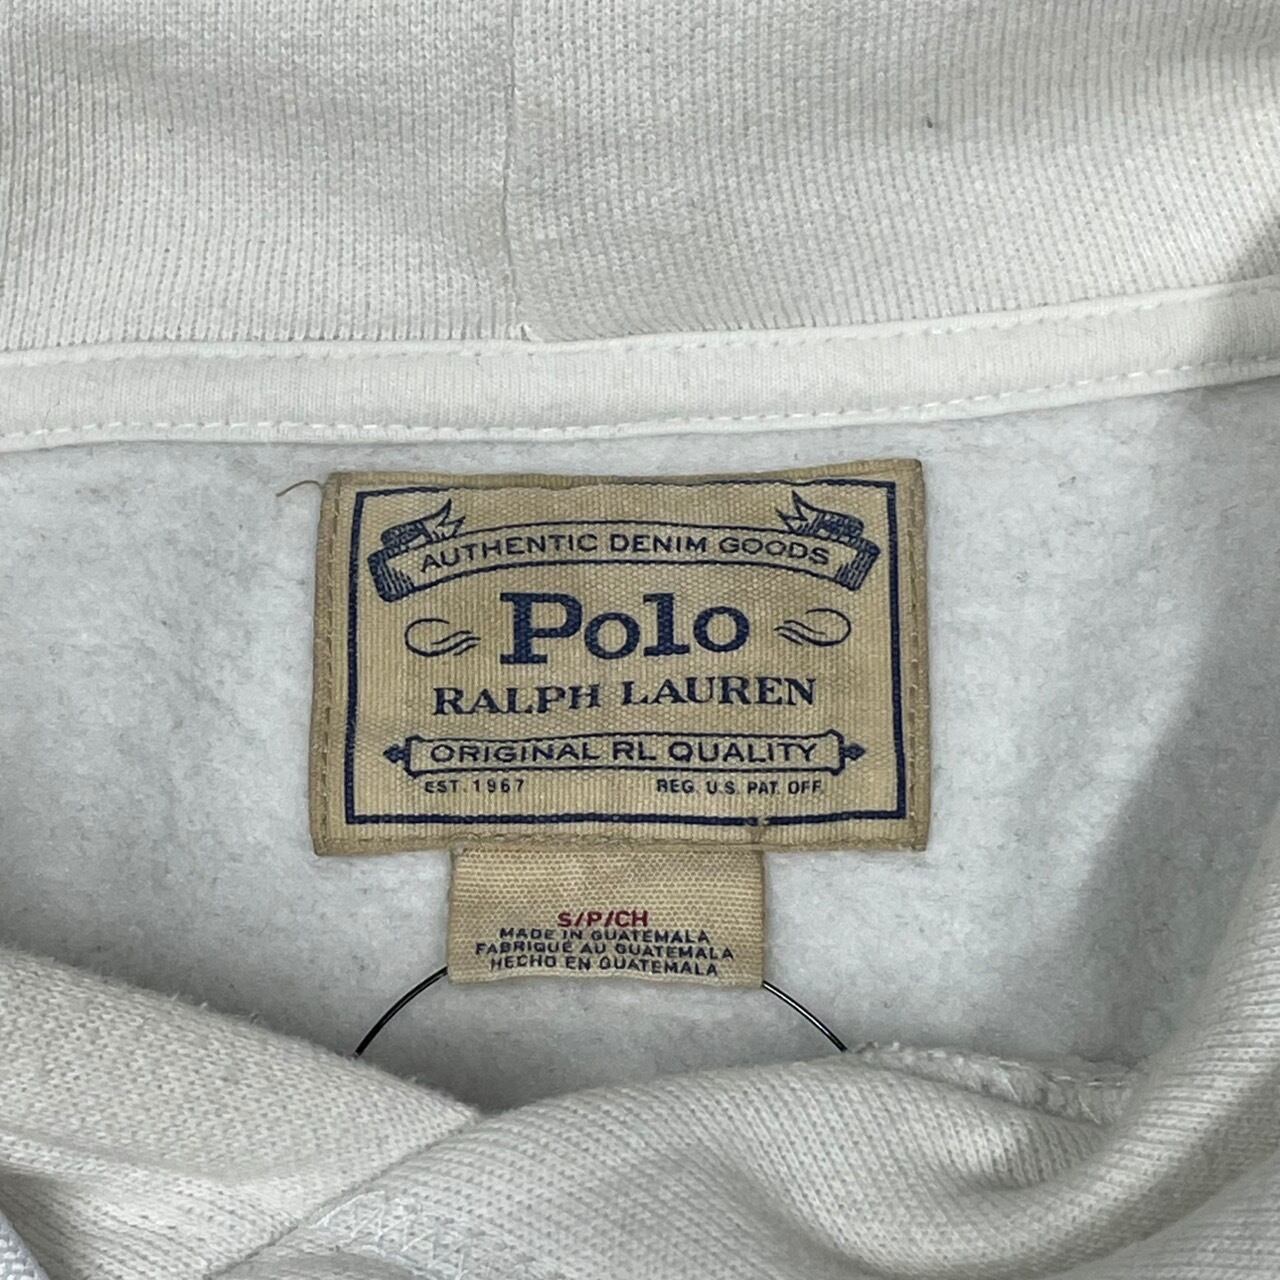 AUTHENTIC DENIM GOODS
Polo
RALPH LAUREN
ORIGINAL RL QUALITY
EST. 1967 REG. U.S. PAT. OFF.
S/P/CH
MADE IN GUATEMALA
FABRIQUÉ AU GUATEMALA
HECHO EN GUATEMALA